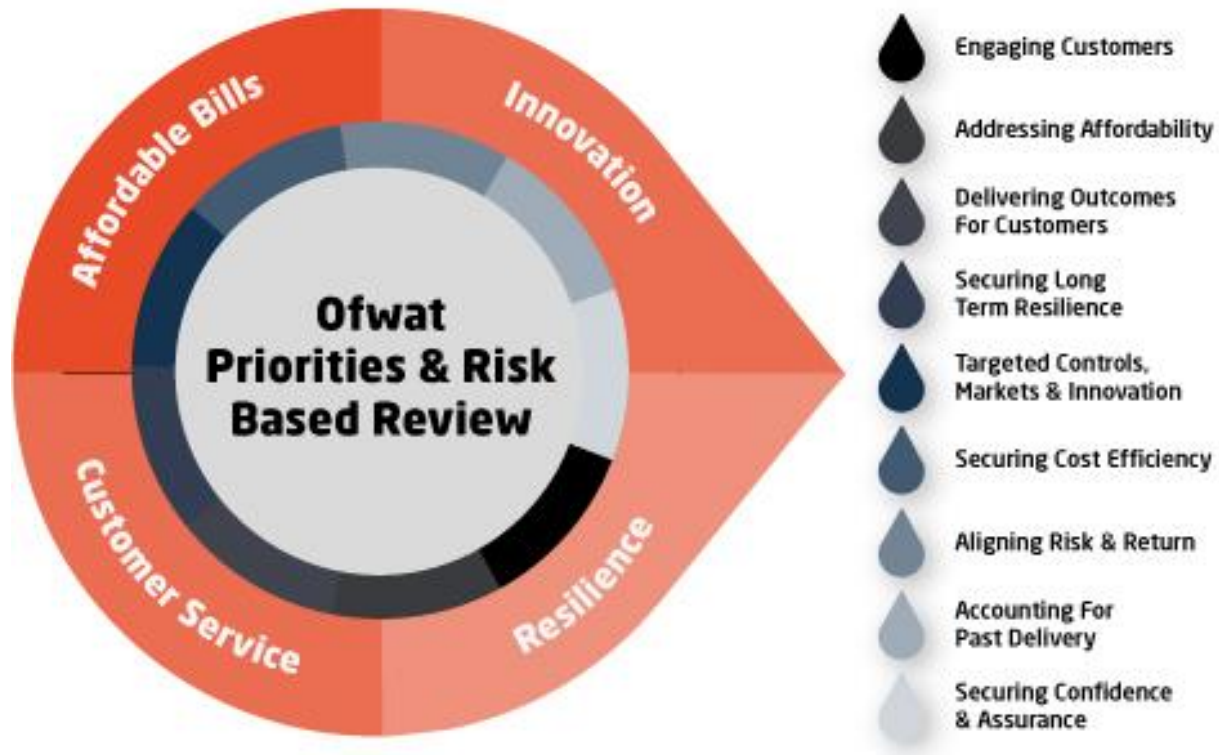 Affordable Bills
Innovation
Ofwat
Priorities & Risk
Based Review
Customer Service
Resilience
Engaging Customers
Addressing Affordability
Delivering Outcomes
For Customers
Securing Long
Term Resilience
Targeted Controls,
Markets & Innovation
Securing Cost Efficiency
Aligning Risk & Return
Accounting For
Past Delivery
Securing Confidence
& Assurance